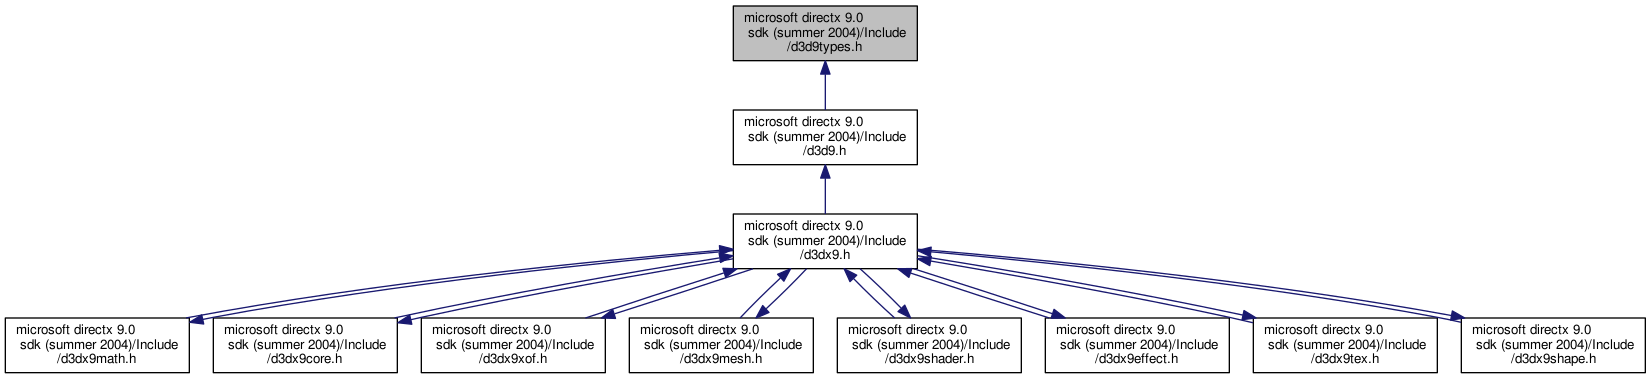 microsoft directx 9.0
sdk (summer 2004)/Include
/d3d9types.h
microsoft directx 9.0
sdk (summer 2004)/Include
/d3d9.h
microsoft directx 9.0
sdk (summer 2004)/Include
/d3dx9.h
microsoft directx 9.0
sdk (summer 2004)/Include
/d3dx9math.h
microsoft directx 9.0
sdk (summer 2004)/Include
/d3dx9core.h
microsoft directx 9.0
sdk (summer 2004)/Include
/d3dx9xof.h
microsoft directx 9.0
sdk (summer 2004)/Include
/d3dx9mesh.h
microsoft directx 9.0
sdk (summer 2004)/Include
/d3dx9shader.h
microsoft directx 9.0
sdk (summer 2004)/Include
/d3dx9effect.h
microsoft directx 9.0
sdk (summer 2004)/Include
/d3dx9tex.h
microsoft directx 9.0
sdk (summer 2004)/Include
/d3dx9shape.h